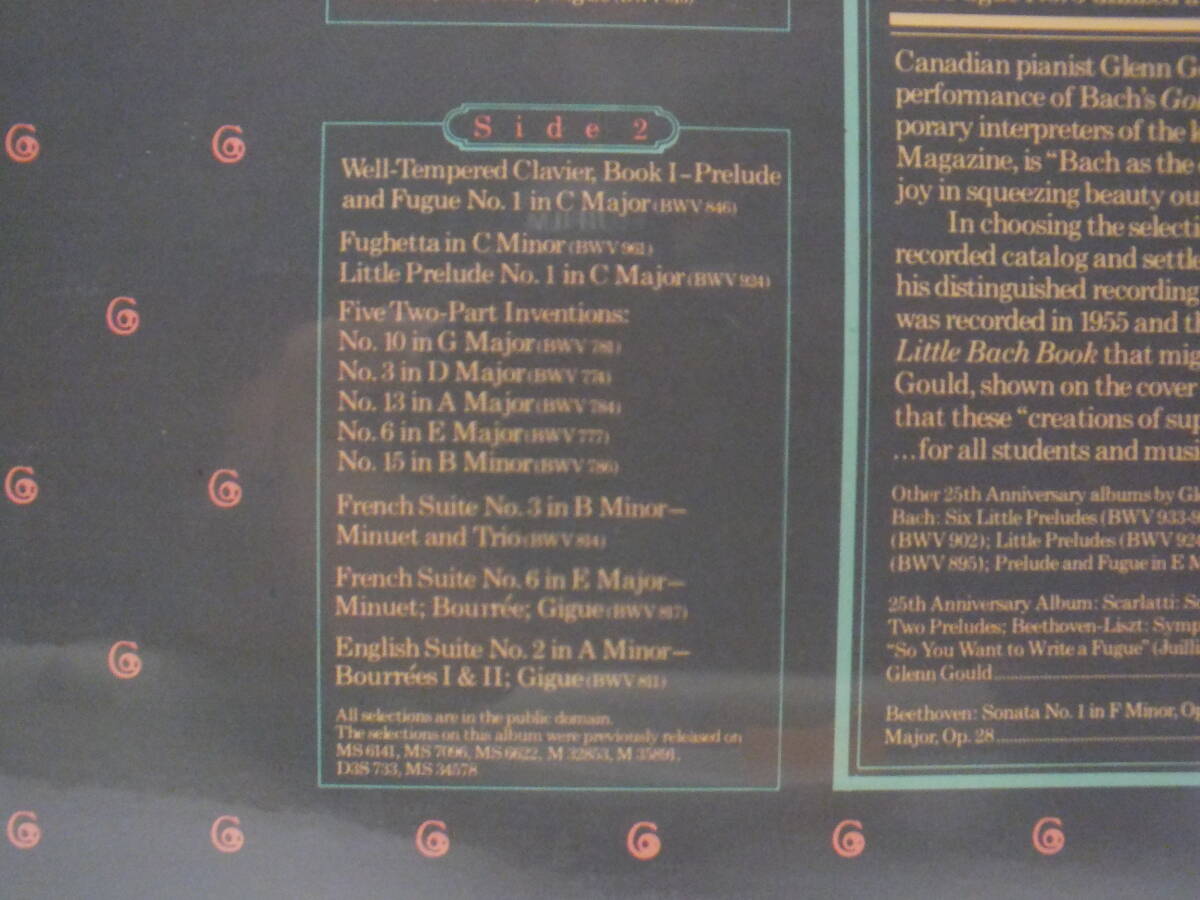 Side 2
Well-Tempered Clavier, Book I–Prelude
and Fugue No. 1 in C Major (BWV 846)
Fughetta in C Minor (BWV 961)
Little Prelude No. 1 in C Major (BWV 924)
Five Two-Part Inventions:
No. 10 in G Major (BWV 781)
No. 3 in D Major (BWV 774)
No. 13 in A Major (BWV 784)
No. 6 in E Major (BWV 777)
No. 15 in B Minor (BWV 786)
French Suite No. 3 in B Minor—
Minuet and Trio (BWV 814)
French Suite No. 6 in E Major—
Minuet; Bourrée; Gigue (BWV 817)
English Suite No. 2 in A Minor—
Bourrées I & II; Gigue (BWV 811)
All selections are in the public domain.
The selections on this album were previously released on
MS 6141, MS 7096, MS 6622, M 32853, M 35891,
D3S 733, MS 34578
Canadian pianist Glenn G
performance of Bach's Go
porary interpreters of the
Magazine, is “Bach as the
joy in squeezing beauty ou
In choosing the selecti
recorded catalog and settle
his distinguished recording
was recorded in 1955 and t
Little Bach Book that mig
Gould, shown on the cover
that these “creations of sup
...for all students and musi
Other 25th Anniversary albums by Gl
Bach: Six Little Preludes (BWV 933-
(BWV 902); Little Preludes (BWV 924
(BWV 895); Prelude and Fugue in E M
25th Anniversary Album: Scarlatti: S
Two Preludes; Beethoven-Liszt: Symp
“So You Want to Write a Fugue” (Juilli
Glenn Gould
Beethoven: Sonata No. 1 in F Minor, Op
Major, Op. 28